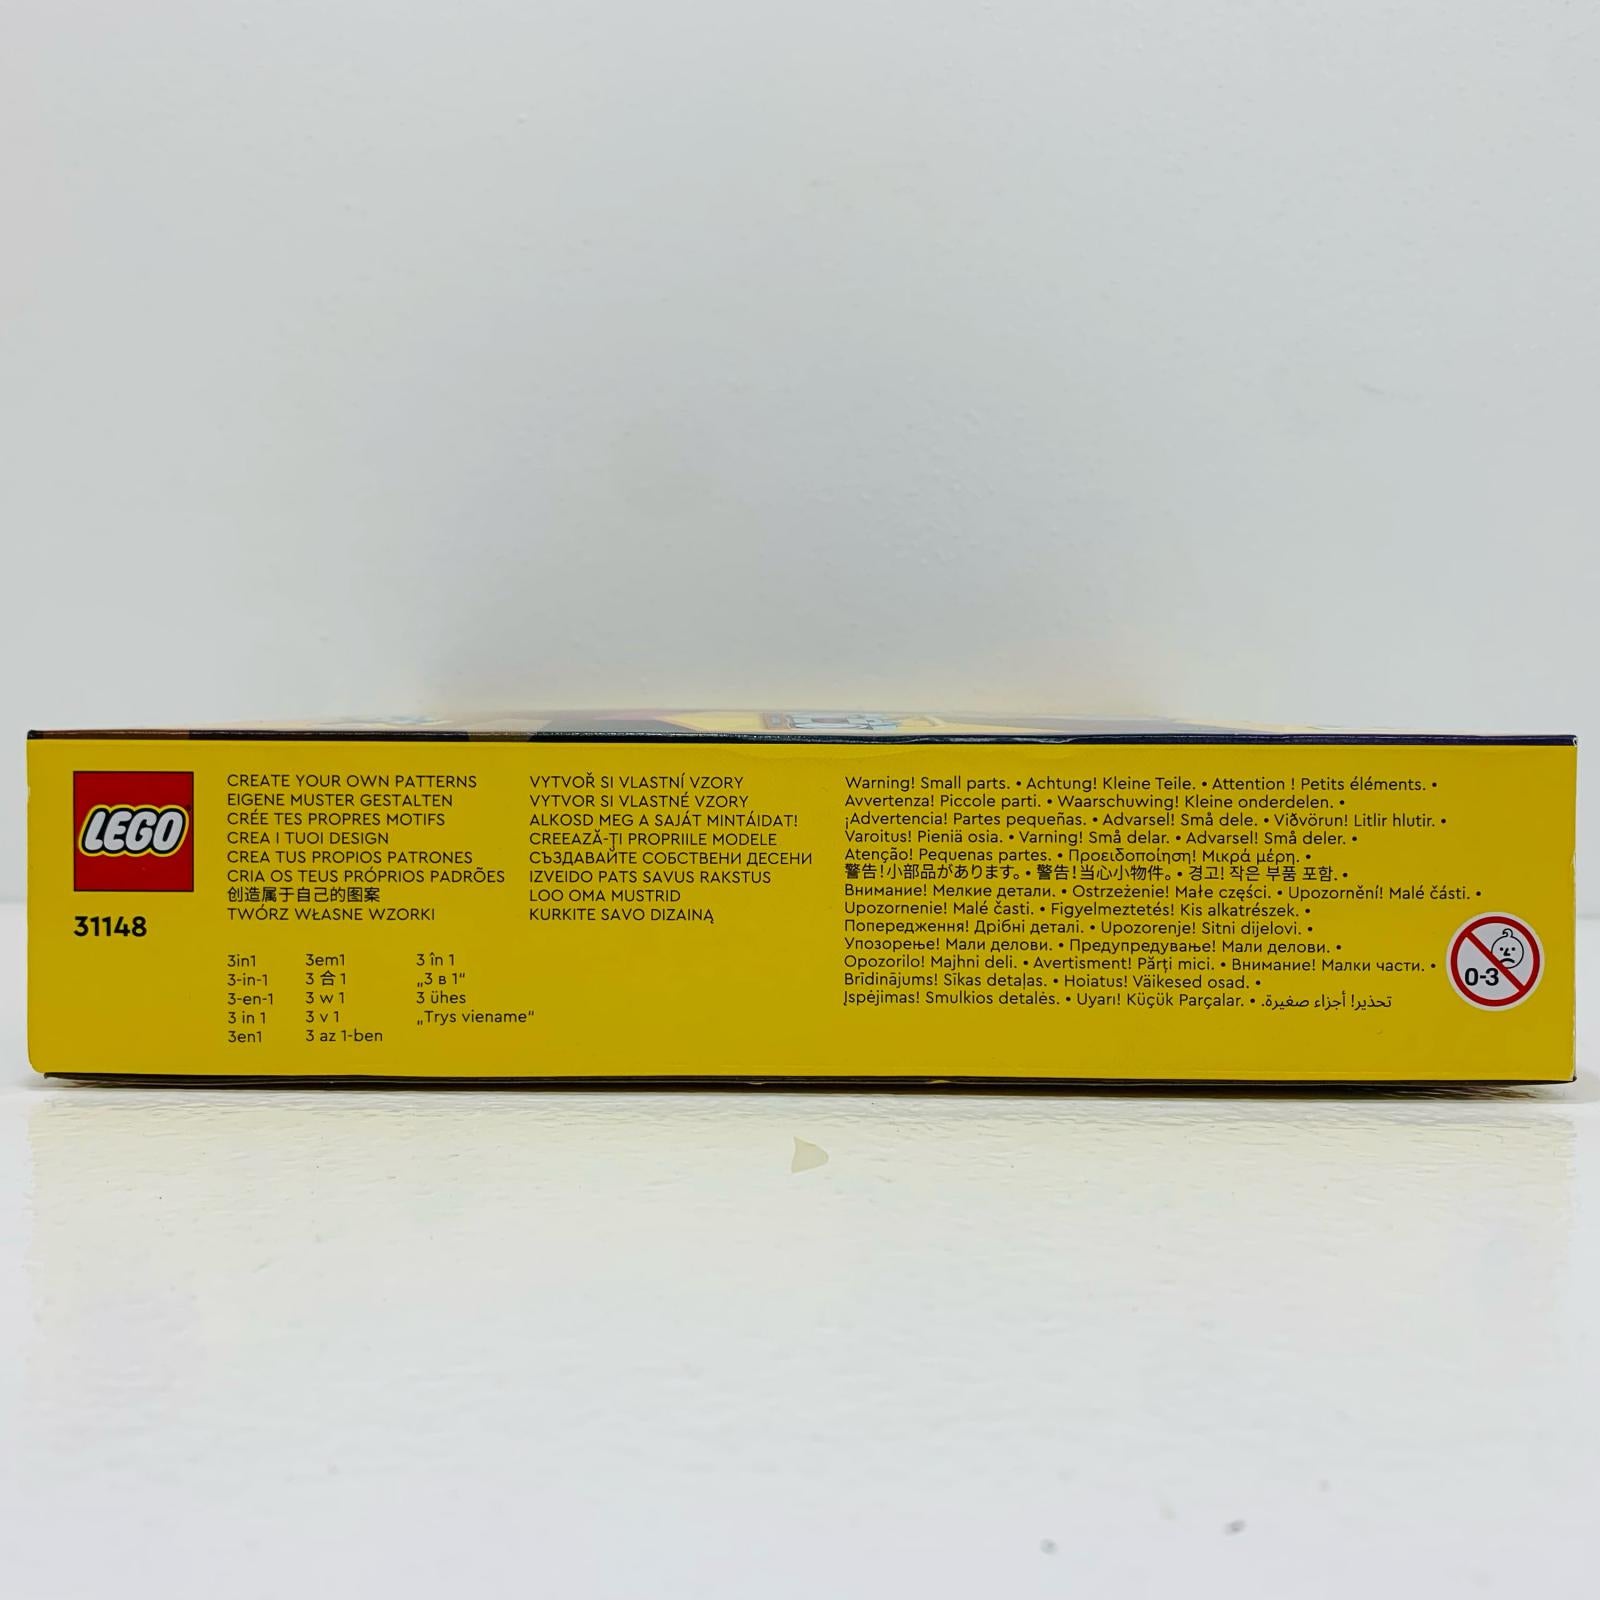 LEGO
31148
CREATE YOUR OWN PATTERNS
EIGENE MUSTER GESTALTEN
CRÉE TES PROPRES MOTIFS
CREA I TUOI DESIGN
CREA TUS PROPIOS PATRONES
CRIA OS TEUS PRÓPRIOS PADRÕES
创造属于自己的图案
TWÓRZ WŁASNE WZORKI
VYTVOŘ SI VLASTNÍ VZORY
VYTVOR SI VLASTNÉ VZORY
ALKOSD MEG A SAJÁT MINTÁIDAT!
CREEAZĂ-ȚI PROPRIILE MODELE
СЪЗДАВАЙТЕ СОБСТВЕНИ ДЕСЕНИ
IZVEIDO PATS SAVUS RAKSTUS
LOO OMA MUSTRID
KURKITE SAVO DIZAINĄ
3in1
3-in-1
3-en-1
3 in 1
3en1
3em1
3 合 1
3 w 1
3 v 1
3 az 1-ben
3 în 1
„3 в 1“
3 ühes
„Trys viename“
Warning! Small parts. • Achtung! Kleine Teile. • Attention ! Petits éléments. •
Avvertenza! Piccole parti. • Waarschuwing! Kleine onderdelen. •
¡Advertencia! Partes pequeñas. • Advarsel! Små dele. • Viðvörun! Litlir hlutir. •
Varoitus! Pieniä osia. • Varning! Små delar. • Advarsel! Små deler. •
Atenção! Pequenas partes. • Προειδοποίηση! Μικρά μέρη. •
警告!小部品があります。• 警告!当心小物件。• 경고! 작은 부품 포함. •
Внимание! Мелкие детали. • Ostrzeżenie! Małe części. • Upozornění! Malé části. •
Upozornenie! Malé časti. • Figyelmeztetés! Kis alkatrészek. •
Попередження! Дрібні деталі. • Upozorenje! Sitni dijelovi. •
Упозорење! Мали делови. • Предупредување! Мали делови. •
Opozorilo! Majhni deli. • Avertisment! Părți mici. • Внимание! Малки части. •
Brīdinājums! Sīkas detaļas. • Hoiatus! Väikesed osad. •
Įspėjimas! Smulkios detalės. • Uyarı! Küçük Parçalar. • تحذير! أجزاء صغيرة.
0-3